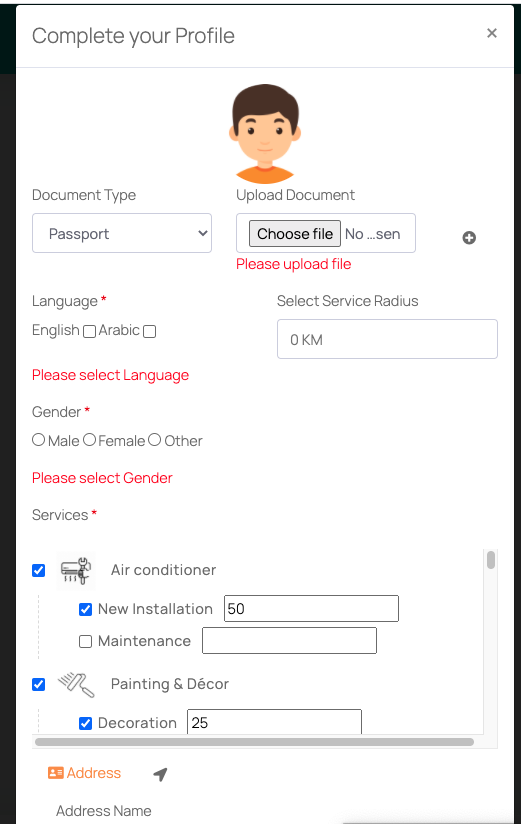 Complete your Profile ×
Document Type Upload Document
Passport Choose file No ...sen
Please upload file
Language * Select Service Radius
English Arabic
0 KM
Please select Language
Gender *
Male Female Other
Please select Gender
Services *
Air conditioner
New Installation 50
Maintenance
Painting & Décor
Decoration 25
Address
Address Name